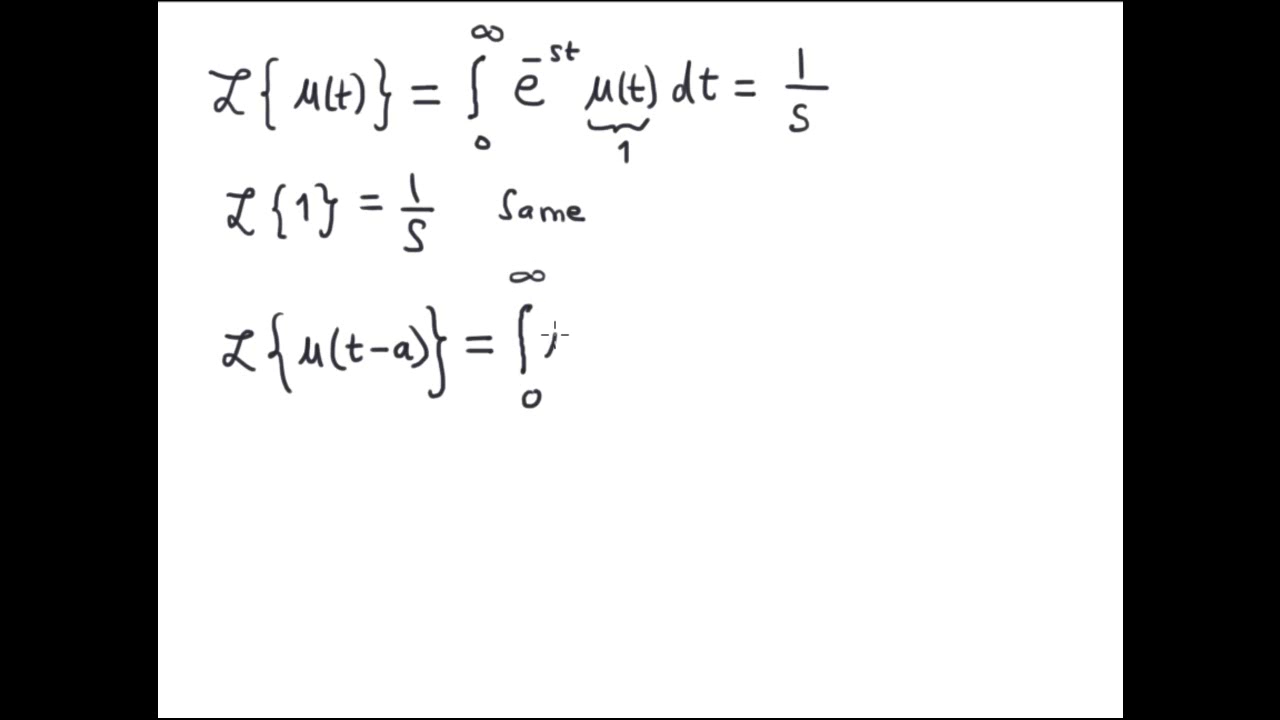 ℒ{μ(t)} = ∫₀^∞ e^{-st} μ(t) dt = 1/s
1
ℒ{1} = 1/s Same
ℒ{μ(t-a)} = ∫₀^∞